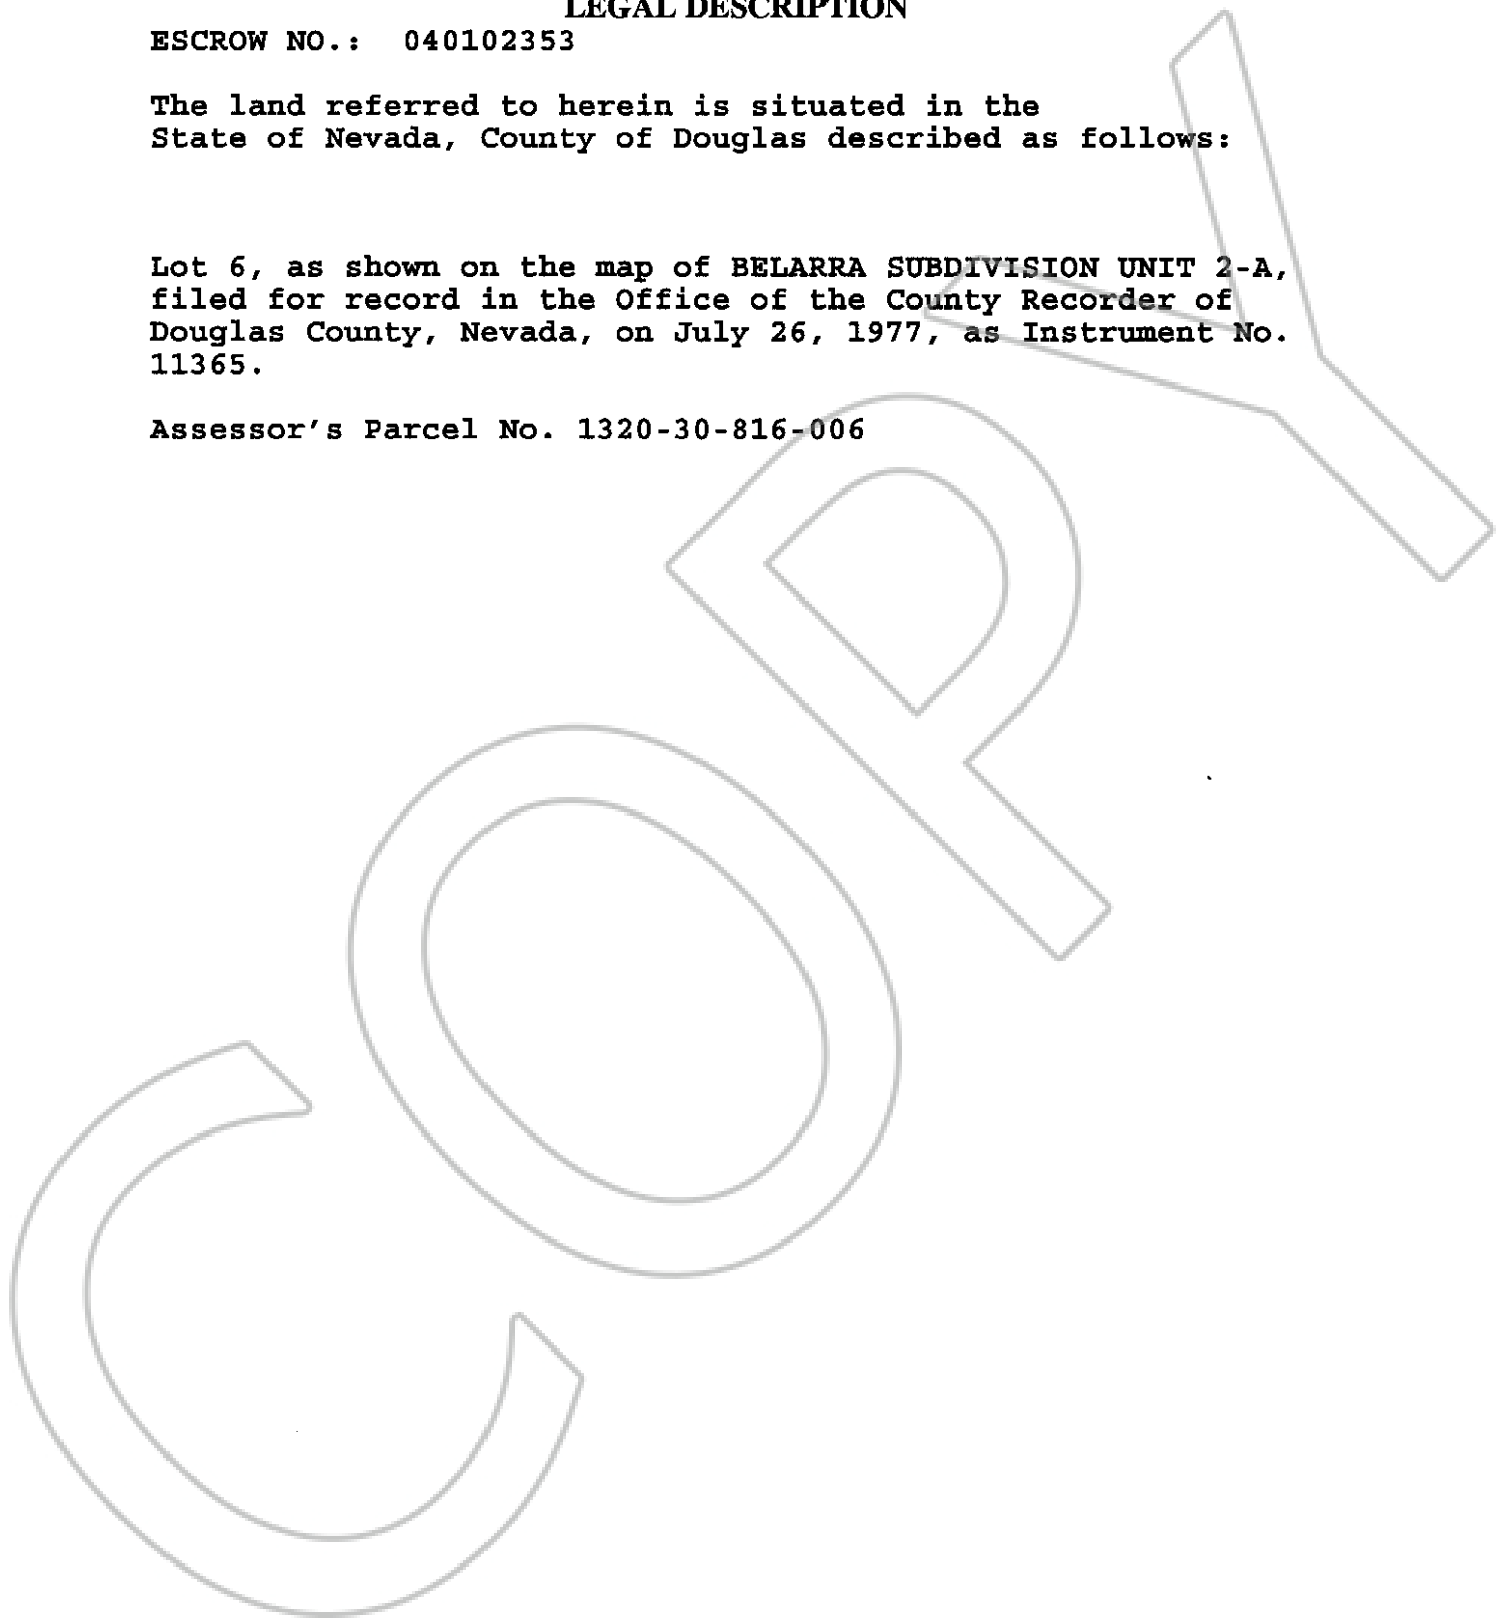 LEGAL DESCRIPTION
ESCROW NO.: 040102353
The land referred to herein is situated in the
State of Nevada, County of Douglas described as follows:
Lot 6, as shown on the map of BELARRA SUBDIVISION UNIT 2-A,
filed for record in the Office of the County Recorder of
Douglas County, Nevada, on July 26, 1977, as Instrument No.
11365.
Assessor's Parcel No. 1320-30-816-006
COPY